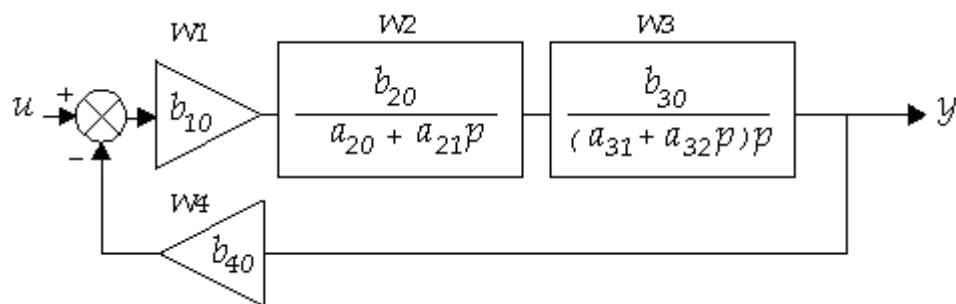 W1
W2
W3
u
+
−
b10
b20
a20 + a21p
b30
(a31 + a32p)p
y
W4
b40